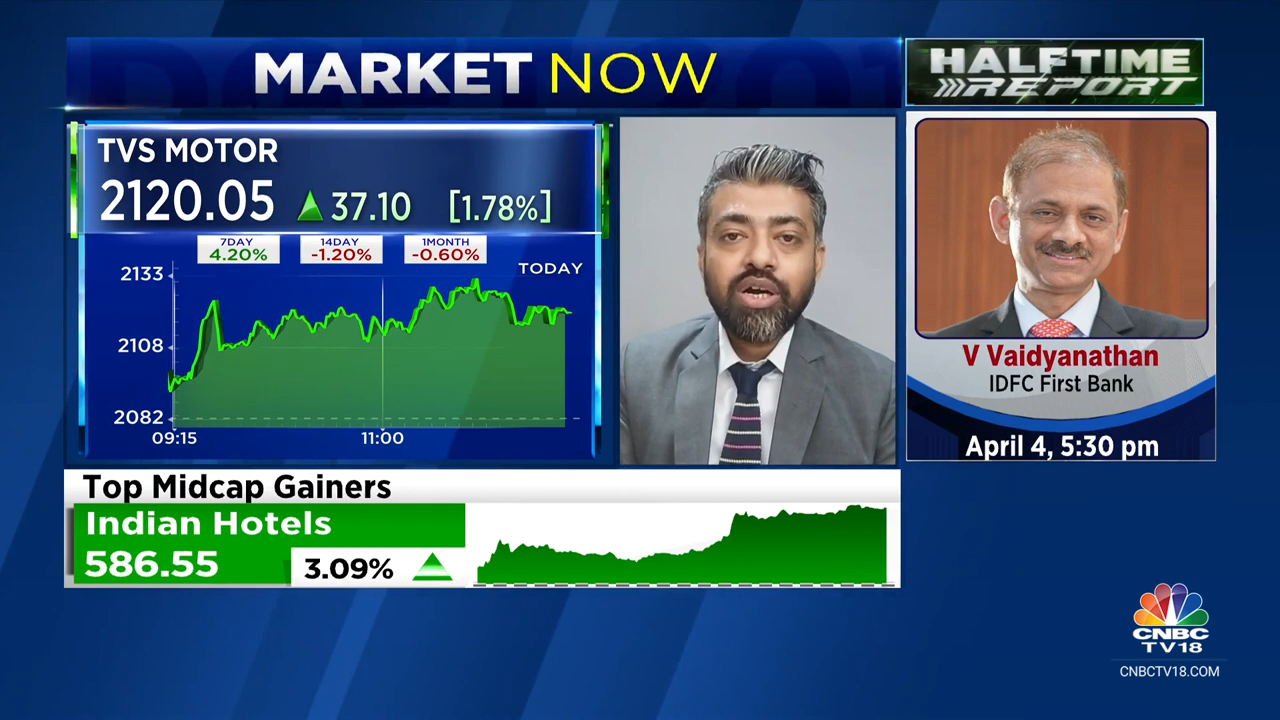 MARKET NOW
HALFTIME
REPORT
TVS MOTOR
2120.05 37.10 [1.78%]
7DAY 14DAY 1MONTH
4.20% -1.20% -0.60%
TODAY
2133
2108
2082
09:15 11:00
V Vaidyanathan
IDFC First Bank
April 4, 5:30 pm
Top Midcap Gainers
Indian Hotels
586.55 3.09%
CNBC
TV18
CNBCTV18.COM